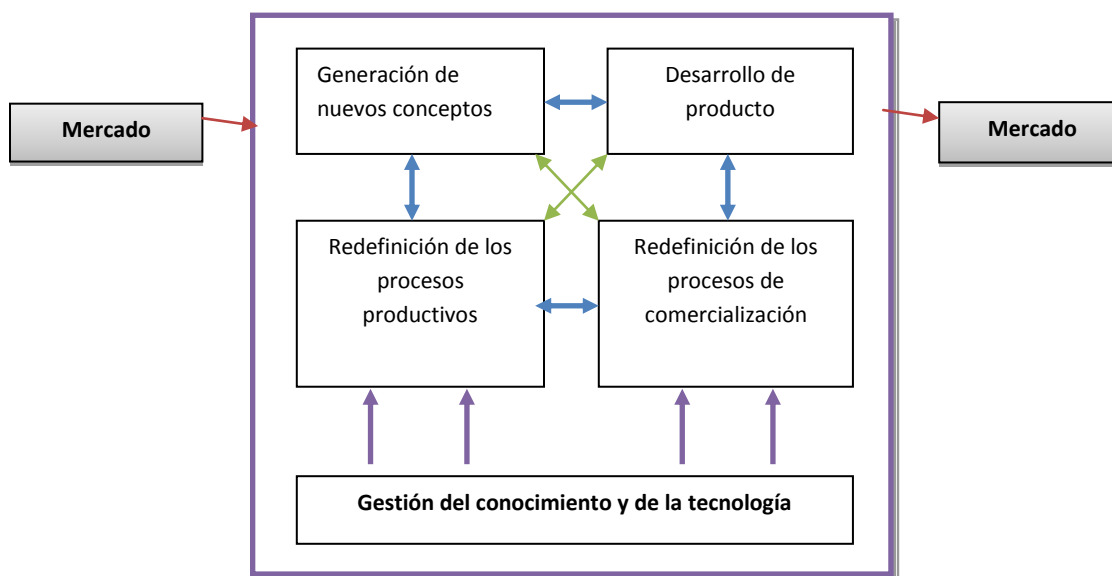 Generación de
nuevos conceptos
Desarrollo de
producto
Mercado
Mercado
Redefinición de los
procesos
productivos
Redefinición de los
procesos de
comercialización
Gestión del conocimiento y de la tecnología